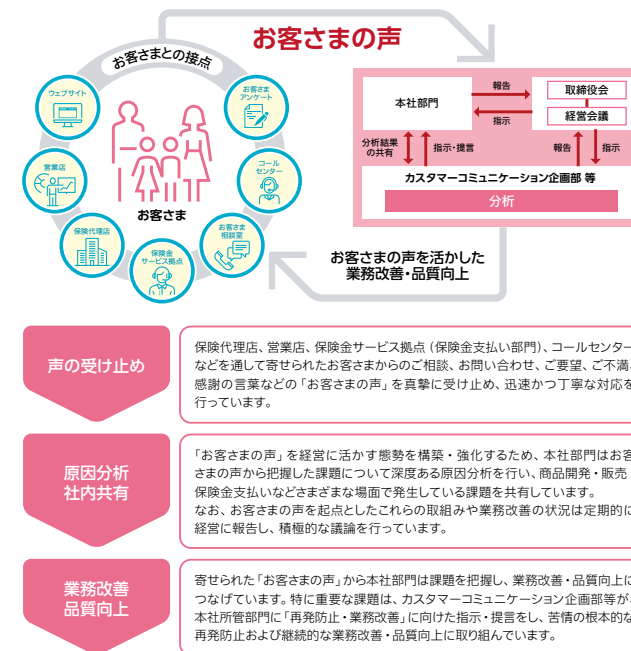 お客さまの声
お客さまとの接点
ウェブサイト
お客さま
アンケート
営業店
コール
センター
お客さま
保険代理店
お客さま
相談室
保険金
サービス拠点
本社部門
報告
指示
取締役会
経営会議
分析結果
の共有
指示・提言
報告
指示
カスタマーコミュニケーション企画部 等
分析
お客さまの声を活かした
業務改善・品質向上
声の受け止め
保険代理店、営業店、保険金サービス拠点(保険金支払い部門)、コールセンター
などを通して寄せられたお客さまからのご相談、お問い合わせ、ご要望、ご不満、
感謝の言葉などの「お客さまの声」を真摯に受け止め、迅速かつ丁寧な対応を
行っています。
原因分析
社内共有
「お客さまの声」を経営に活かす態勢を構築・強化するため、本社部門はお客
さまの声から把握した課題について深度ある原因分析を行い、商品開発・販売・
保険金支払いなどさまざまな場面で発生している課題を共有しています。
なお、お客さまの声を起点としたこれらの取組みや業務改善の状況は定期的に
経営に報告し、積極的な議論を行っています。
業務改善
品質向上
寄せられた「お客さまの声」から本社部門は課題を把握し、業務改善・品質向上に
つなげています。特に重要な課題は、カスタマーコミュニケーション企画部等が、
本社所管部門に「再発防止・業務改善」に向けた指示・提言をし、苦情の根本的な
再発防止および継続的な業務改善・品質向上に取り組んでいます。